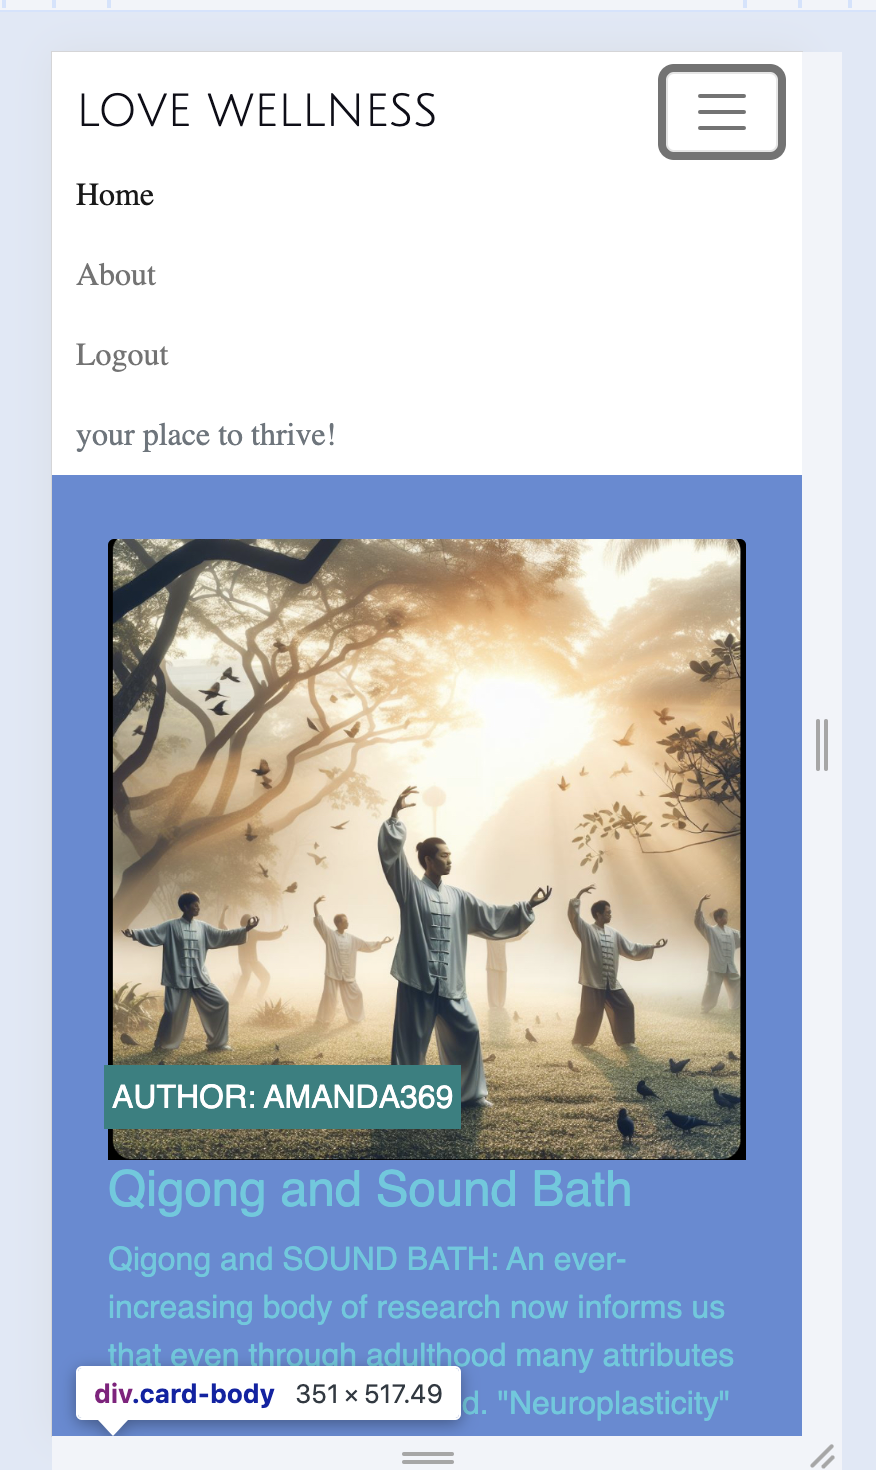 LOVE WELLNESS
Home
About
Logout
your place to thrive!
AUTHOR: AMANDA369
Qigong and Sound Bath
Qigong and SOUND BATH: An ever-
increasing body of research now informs us
that even through adulthood many attributes
d. "Neuroplasticity"
div.card-body 351 × 517.49